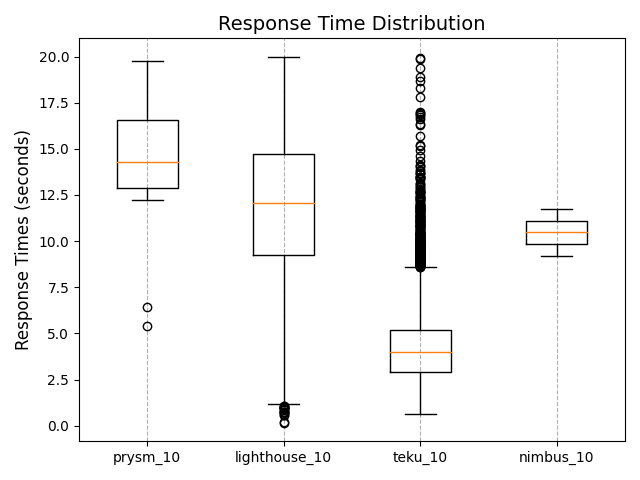 Response Time Distribution
Response Times (seconds)
20.0
17.5
15.0
12.5
10.0
7.5
5.0
2.5
0.0
prysm_10
lighthouse_10
teku_10
nimbus_10